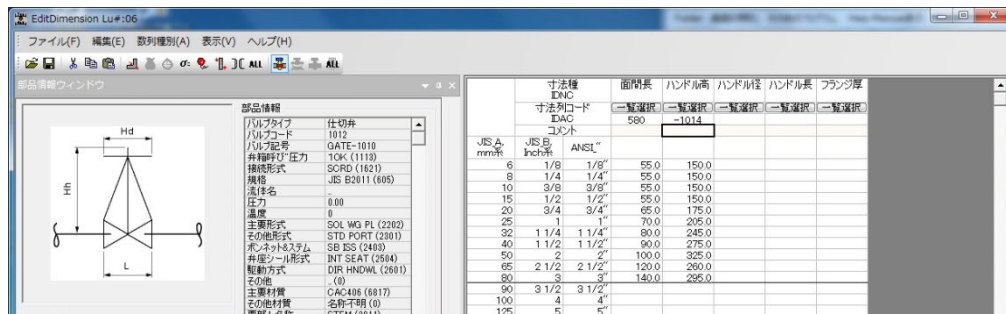 EditDimension Lu#:06
ファイル(F) 編集(E) 数列種別(A) 表示(V) ヘルプ(H)
ALL ALL
部品情報ウィンドウ
Hd
Hh
L
部品情報
バルブタイプ 仕切弁
バルブコード 1012
バルブ記号 GATE-1010
弁箱呼び圧力 10K (1113)
接続形式 SCRD (1621)
規格 JIS B2011 (605)
流体名 _
圧力 0.00
温度 0
主要形式 SOL WG PL (2202)
その他形式 STD PORT (2301)
ボンネット&ステム SB ISS (2403)
弁座シール形式 INT SEAT (2504)
駆動方式 DIR HNDWL (2601)
その他 _ (0)
主要材質 CAC406 (6817)
その他材質 名称不明 (0)
寸法種 面間長 ハンドル高 ハンドル径 ハンドル長 フランジ厚
IDNC
寸法列コード 一覧選択 一覧選択 一覧選択 一覧選択 一覧選択
IDAC 580 -1014
コメント
JIS_A, mm系 JIS_B, Inch系 ANSI_"
6 1/8 1/8" 55.0 150.0
8 1/4 1/4" 55.0 150.0
10 3/8 3/8" 55.0 150.0
15 1/2 1/2" 55.0 150.0
20 3/4 3/4" 65.0 175.0
25 1 1" 70.0 205.0
32 1 1/4 1 1/4" 80.0 245.0
40 1 1/2 1 1/2" 90.0 275.0
50 2 2" 100.0 325.0
65 2 1/2 2 1/2" 120.0 260.0
80 3 3" 140.0 295.0
90 3 1/2 3 1/2"
100 4 4"
125 5 5"